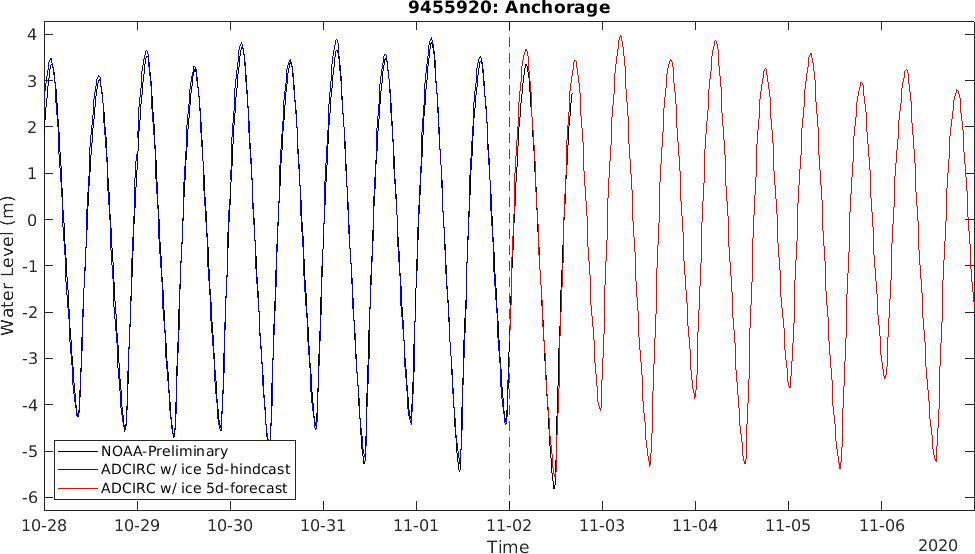 9455920: Anchorage
4
3
2
1
0
-1
-2
-3
-4
-5
-6
Water Level (m)
NOAA-Preliminary
ADCIRC w/ ice 5d-hindcast
ADCIRC w/ ice 5d-forecast
10-28 10-29 10-30 10-31 11-01 11-02 11-03 11-04 11-05 11-06
Time
2020